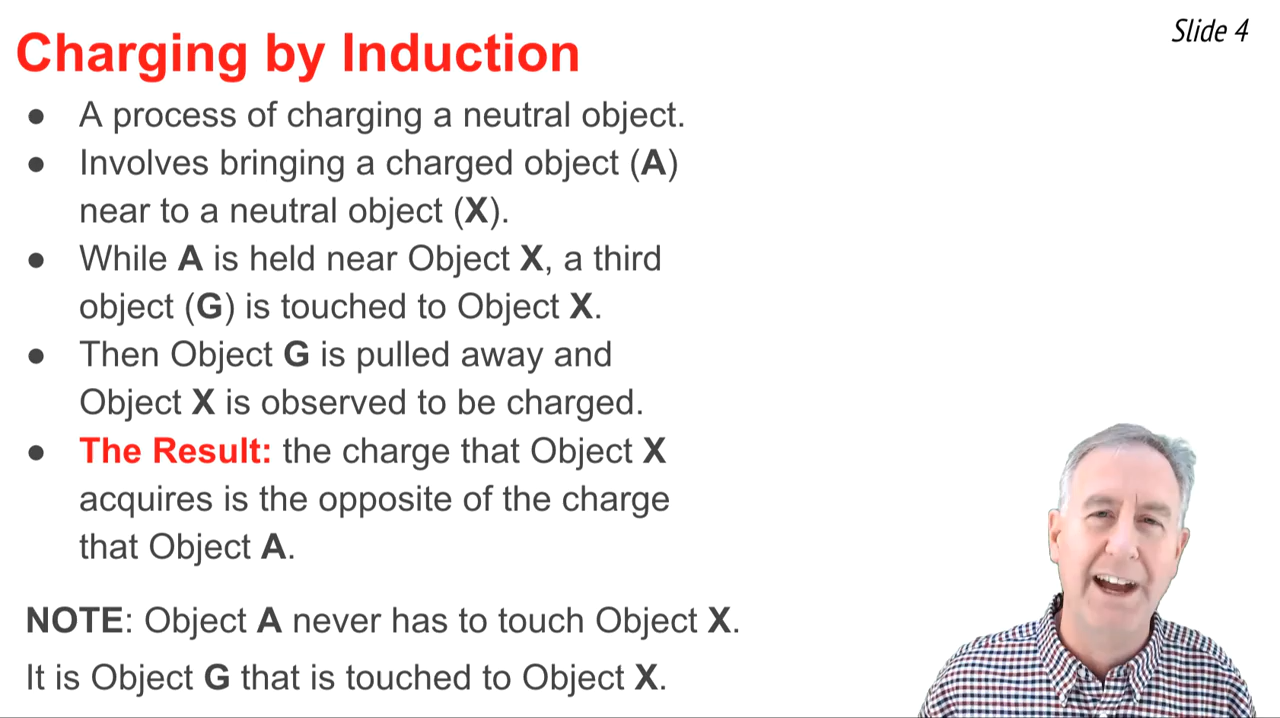 Slide 4
Charging by Induction
● A process of charging a neutral object.
● Involves bringing a charged object (A)
near to a neutral object (X).
● While A is held near Object X, a third
object (G) is touched to Object X.
● Then Object G is pulled away and
Object X is observed to be charged.
● The Result: the charge that Object X
acquires is the opposite of the charge
that Object A.
NOTE: Object A never has to touch Object X.
It is Object G that is touched to Object X.